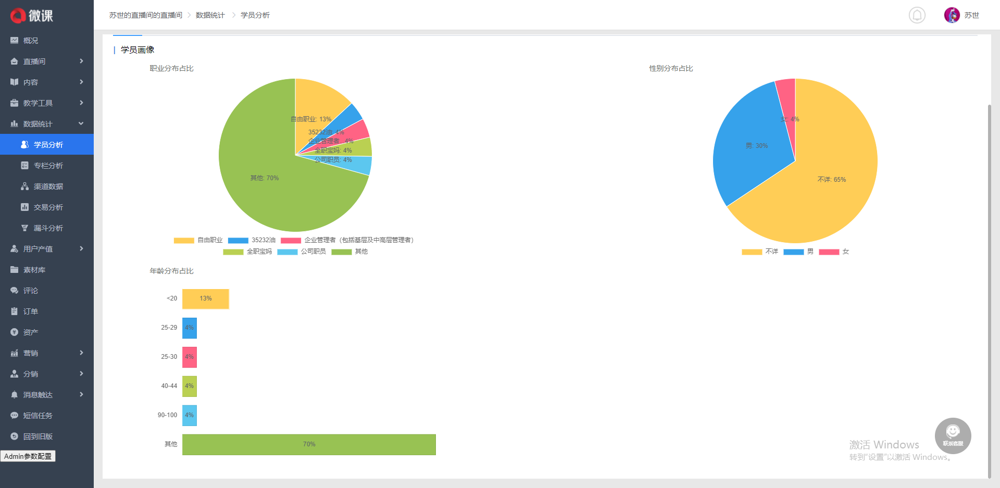 微课
苏世的直播间的直播间 > 数据统计 > 学员分析
苏世
概况
直播间
内容
教学工具
数据统计
学员分析
专栏分析
渠道数据
交易分析
漏斗分析
用户产值
素材库
评论
订单
资产
营销
分销
消息触达
短信任务
回到旧版
Admin参数配置
学员画像
职业分布占比
自由职业: 13%
35232油: 4%
企业管理者...4%
全职宝妈: 4%
公司职员: 4%
其他: 70%
自由职业 35232油 企业管理者（包括基层及中高层管理者）
全职宝妈 公司职员 其他
性别分布占比
女: 4%
男: 30%
不详: 65%
不详 男 女
年龄分布占比
<20 13%
25-29 4%
25-30 4%
40-44 4%
90-100 4%
其他 70%
联系客服
激活 Windows
转到“设置”以激活 Windows。